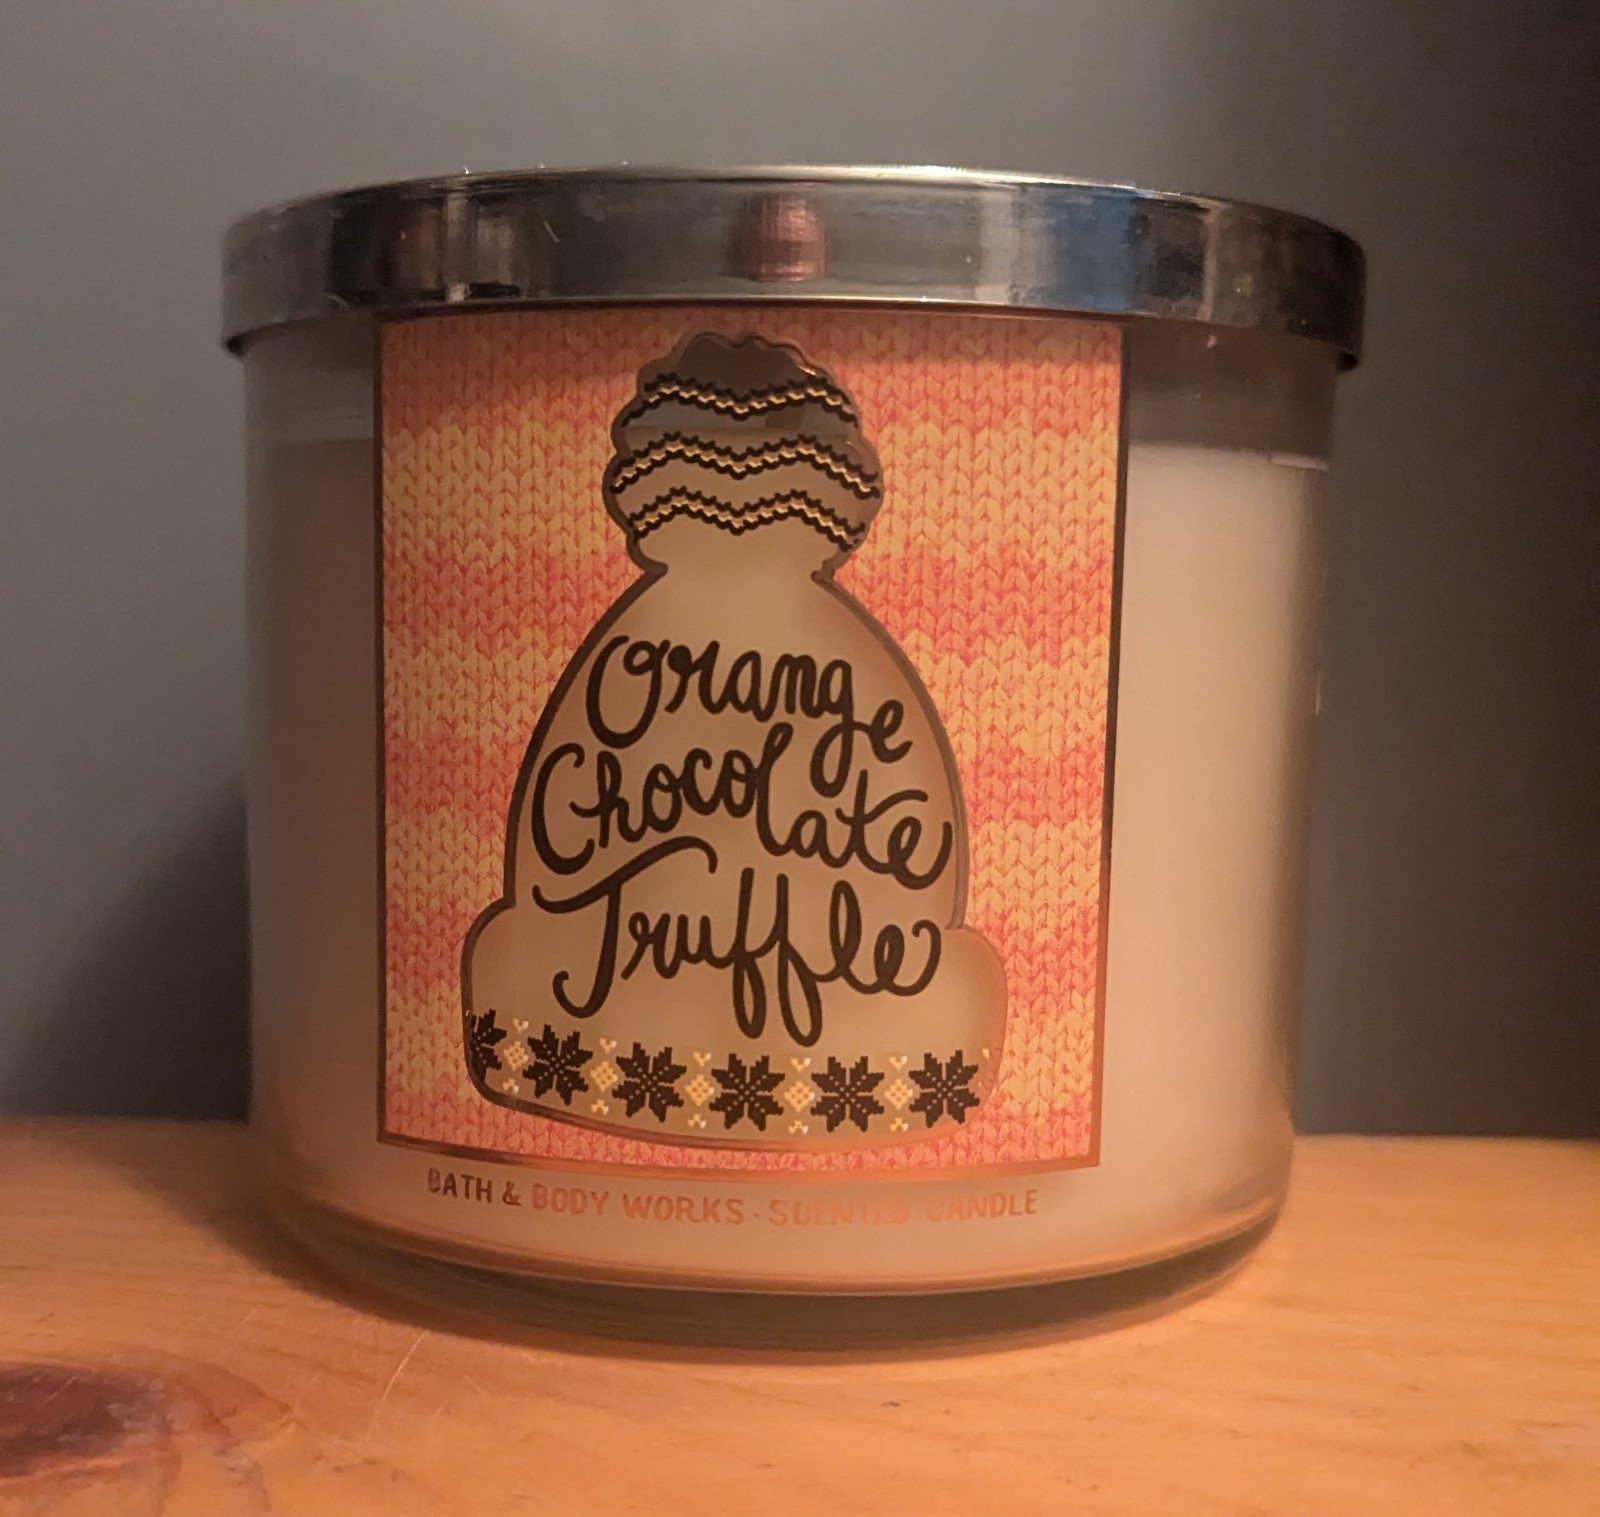 Orange
Chocolate
Truffle
BATH & BODY WORKS · SCENTED CANDLE